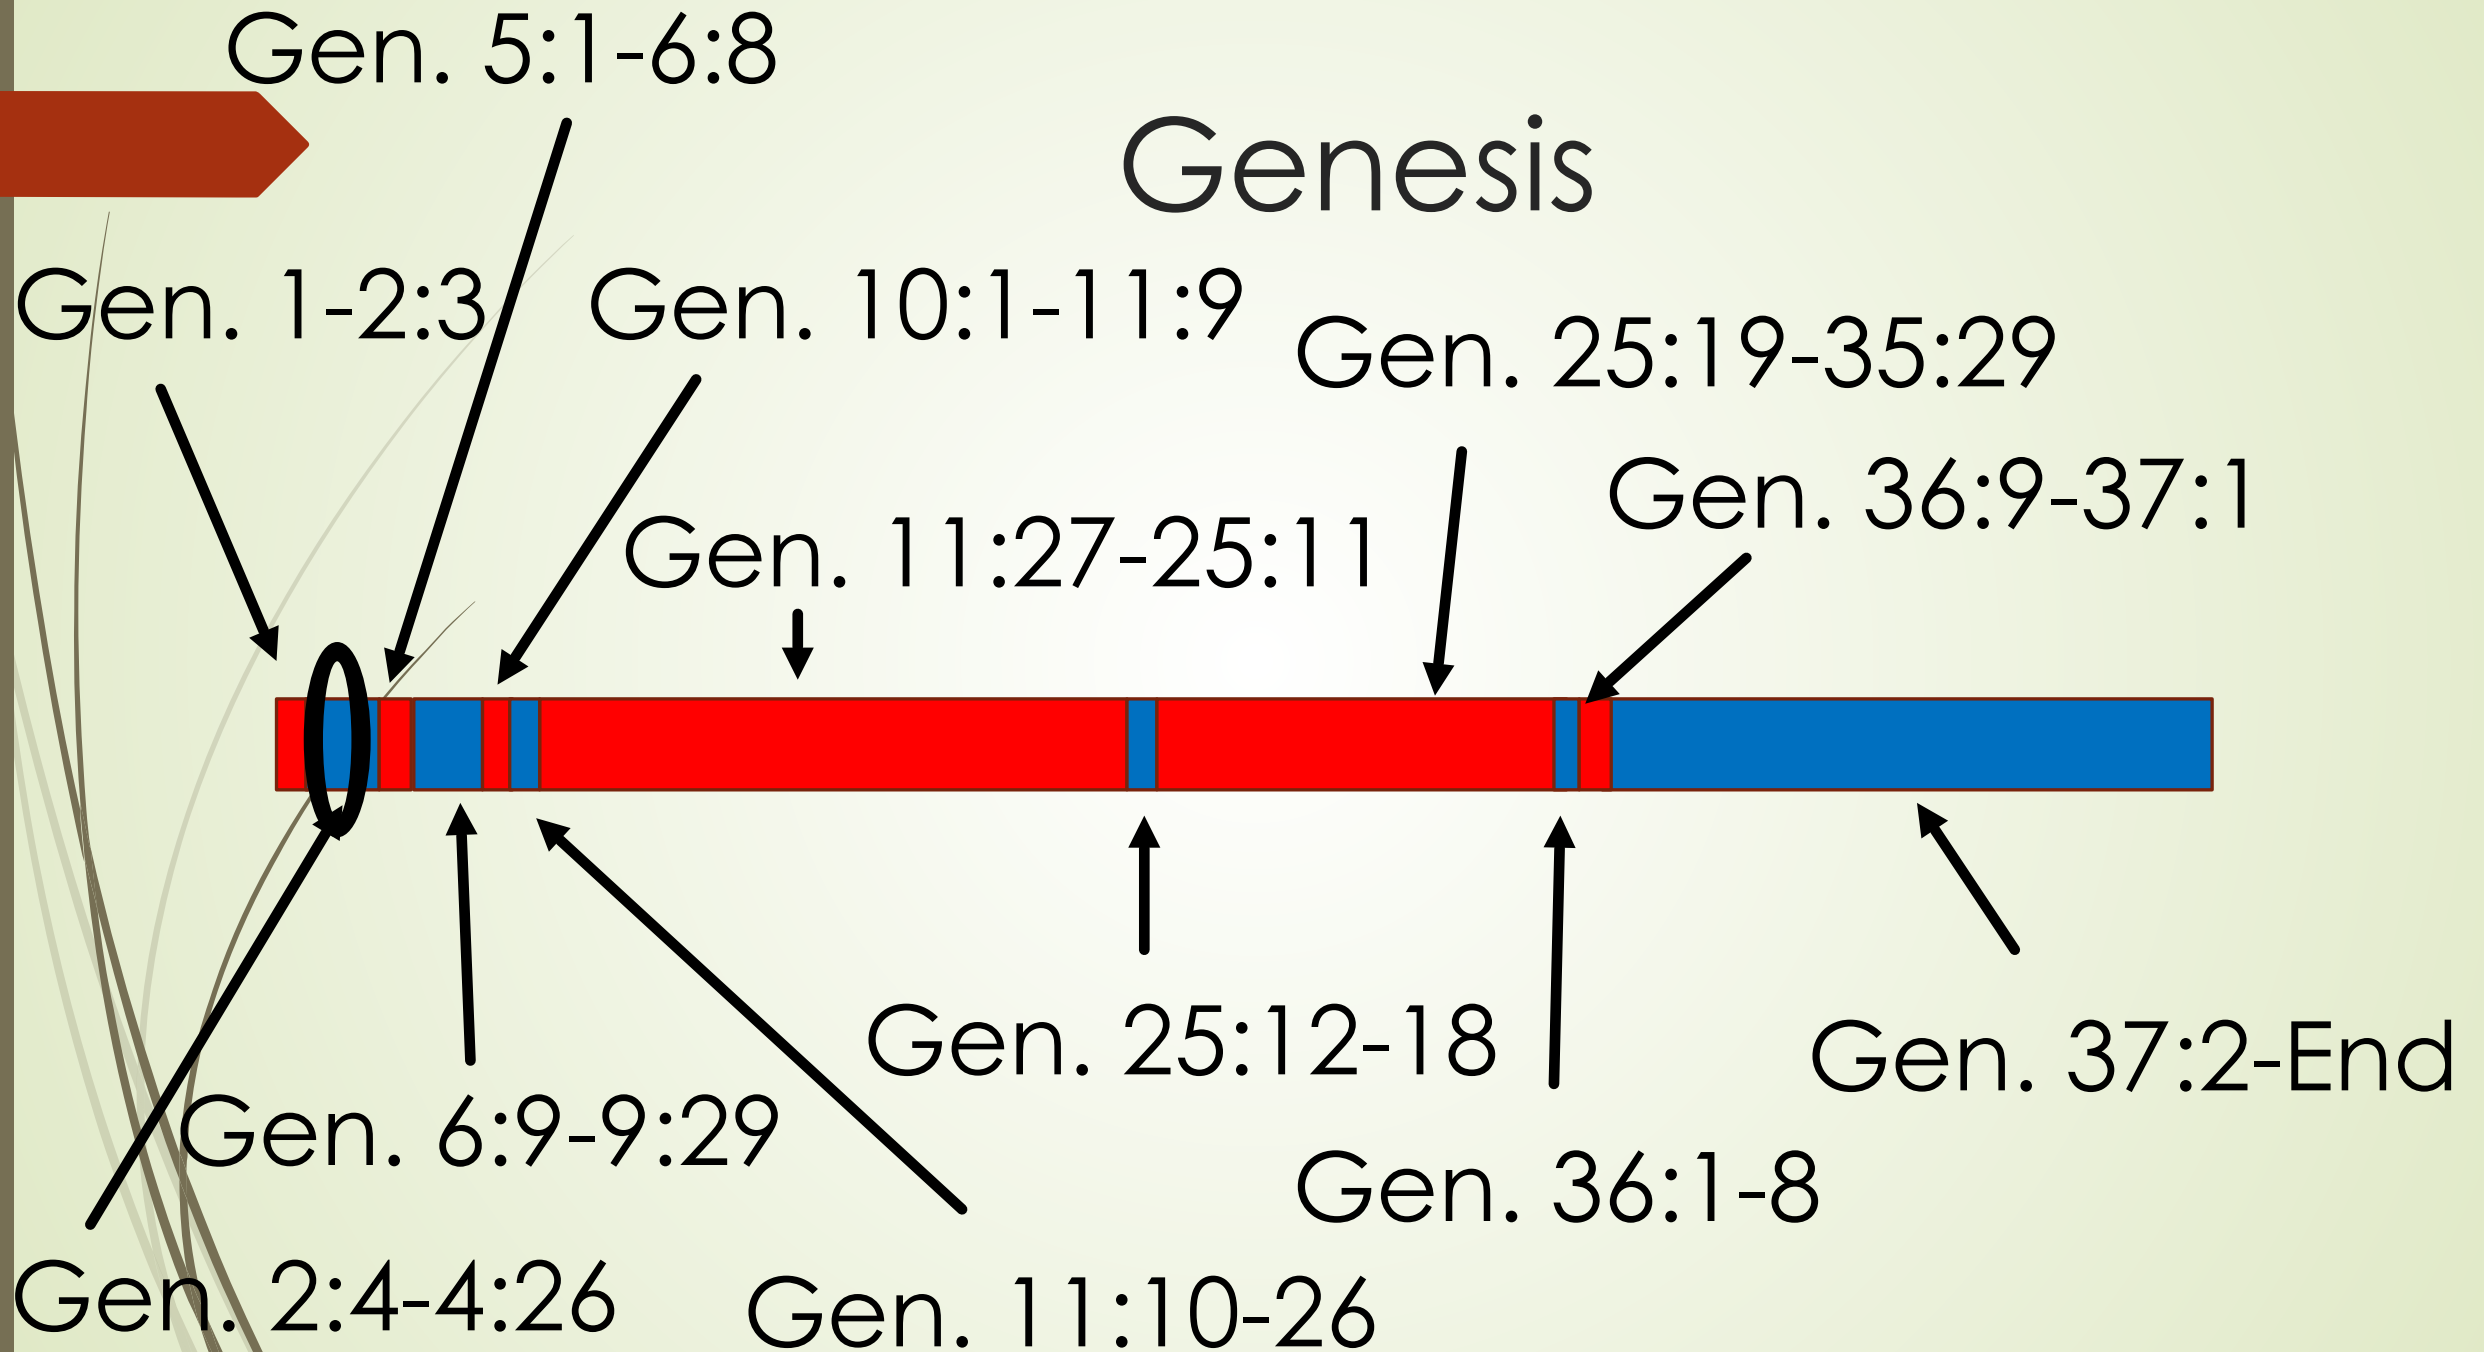 Gen. 5:1-6:8
Genesis
Gen. 1-2:3
Gen. 10:1-11:9
Gen. 25:19-35:29
Gen. 36:9-37:1
Gen. 11:27-25:11
Gen. 25:12-18
Gen. 37:2-End
Gen. 6:9-9:29
Gen. 36:1-8
Gen. 2:4-4:26
Gen. 11:10-26